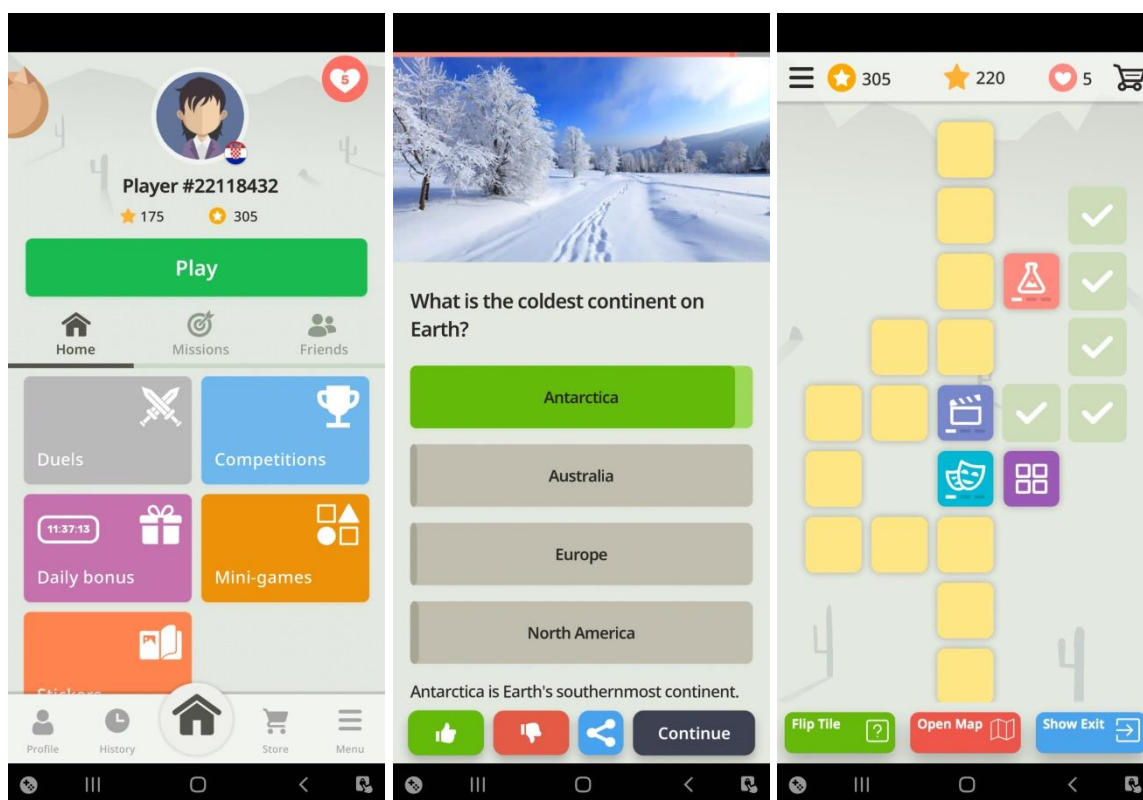 5
Player #22118432
175 305
Play
Home Missions Friends
Duels Competitions
11:37:13
Daily bonus Mini-games
Stickers
Profile History Store Menu
What is the coldest continent on
Earth?
Antarctica
Australia
Europe
North America
Antarctica is Earth's southernmost continent.
Continue
305 220 5
Flip Tile ? Open Map Show Exit